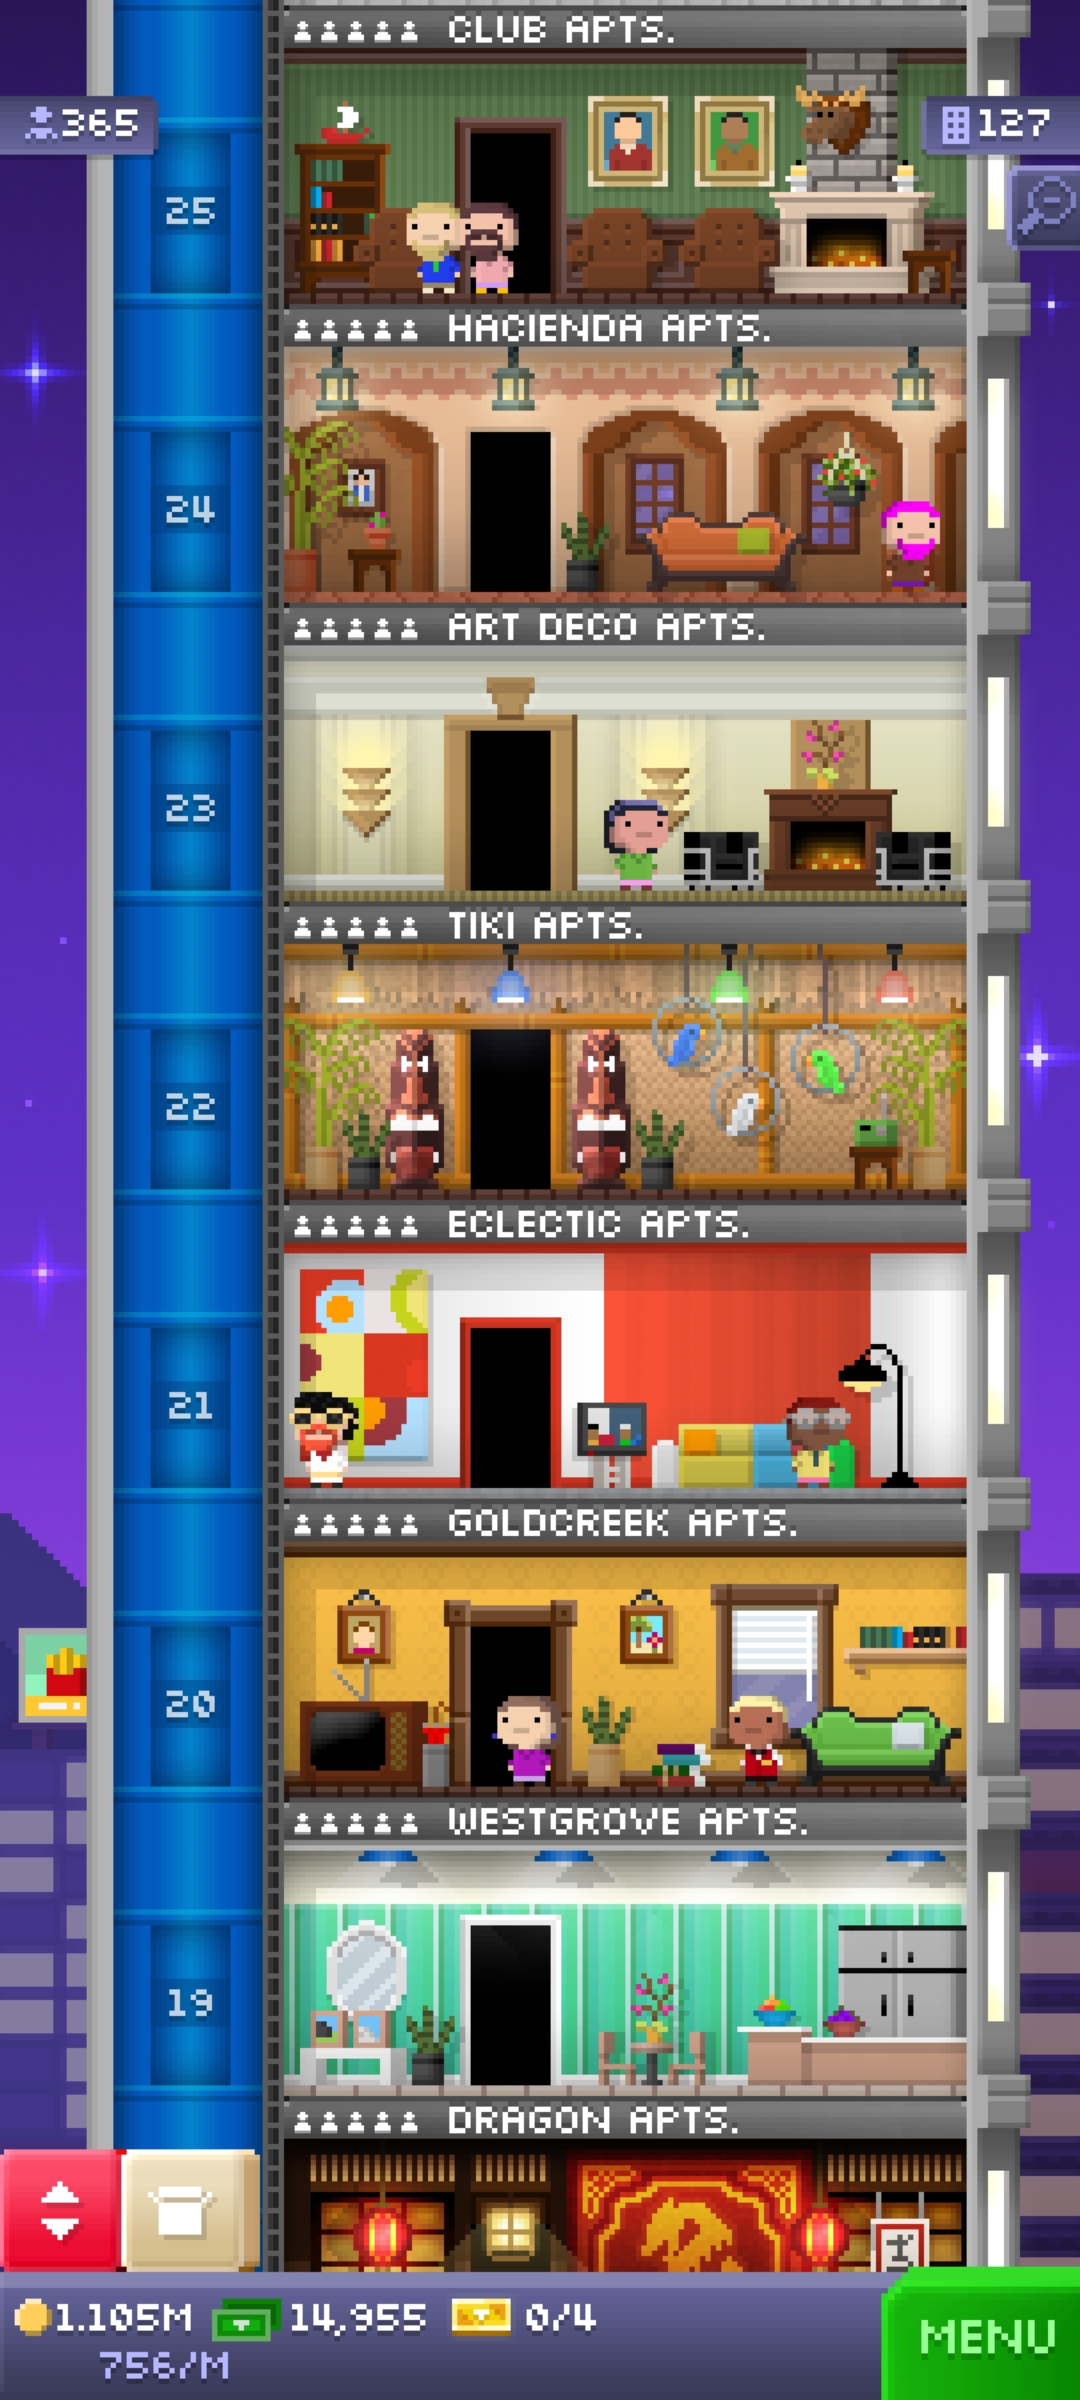 CLUB APTS.
365
127
25
HACIENDA APTS.
24
ART DECO APTS.
23
TIKI APTS.
22
ECLECTIC APTS.
21
GOLDCREEK APTS.
20
WESTGROVE APTS.
19
DRAGON APTS.
1.105M 14,955 0/4
756/M
MENU